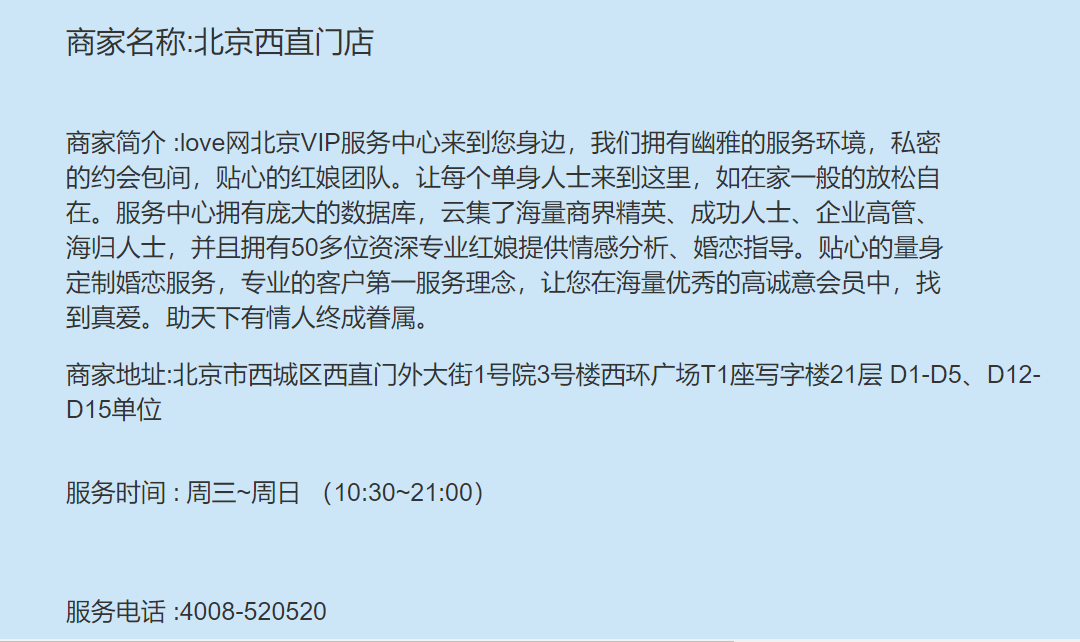 商家名称:北京西直门店
商家简介 :love网北京VIP服务中心来到您身边，我们拥有幽雅的服务环境，私密
的约会包间，贴心的红娘团队。让每个单身人士来到这里，如在家一般的放松自
在。服务中心拥有庞大的数据库，云集了海量商界精英、成功人士、企业高管、
海归人士，并且拥有50多位资深专业红娘提供情感分析、婚恋指导。贴心的量身
定制婚恋服务，专业的客户第一服务理念，让您在海量优秀的高诚意会员中，找
到真爱。助天下有情人终成眷属。
商家地址:北京市西城区西直门外大街1号院3号楼西环广场T1座写字楼21层 D1-D5、D12-
D15单位
服务时间 : 周三~周日 （10:30~21:00）
服务电话 :4008-520520